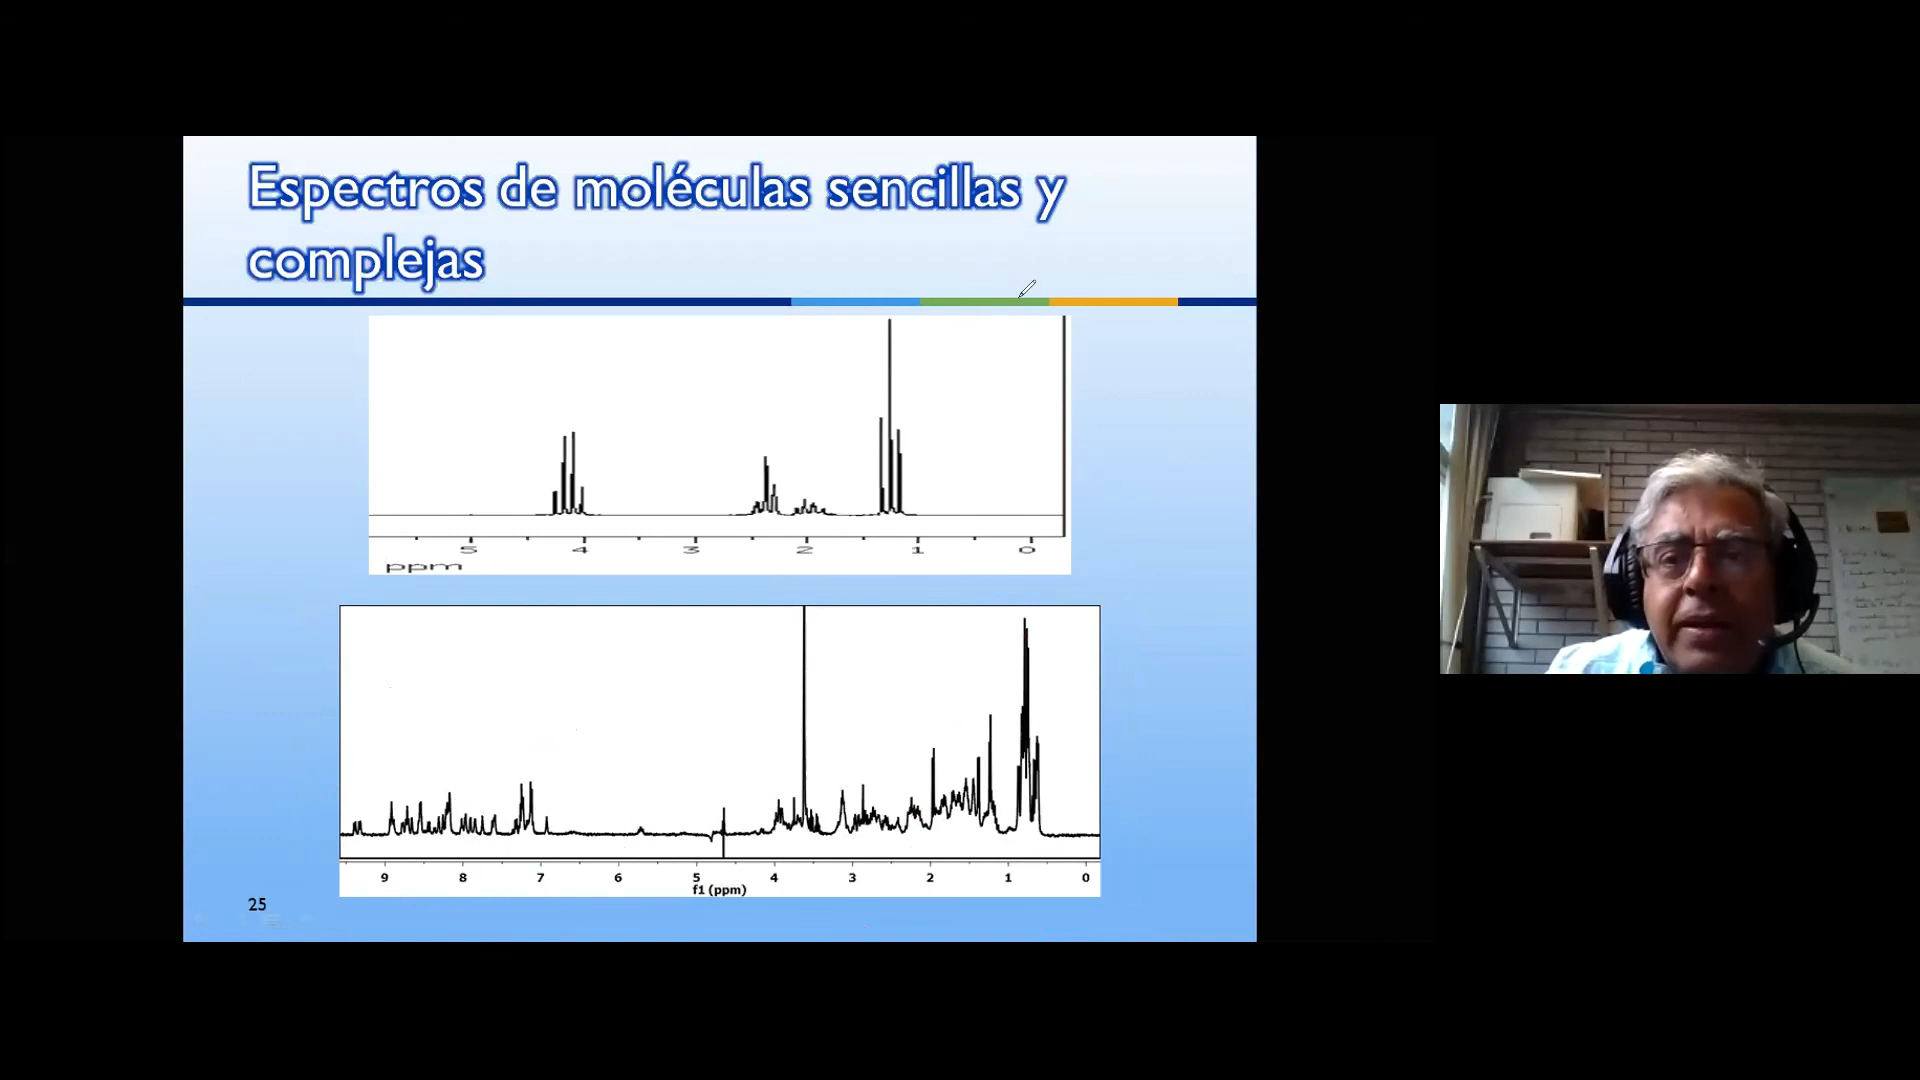 Espectros de moléculas sencillas y
complejas
5 4 3 2 1 0
ppm
9 8 7 6 5 4 3 2 1 0
f1 (ppm)
25